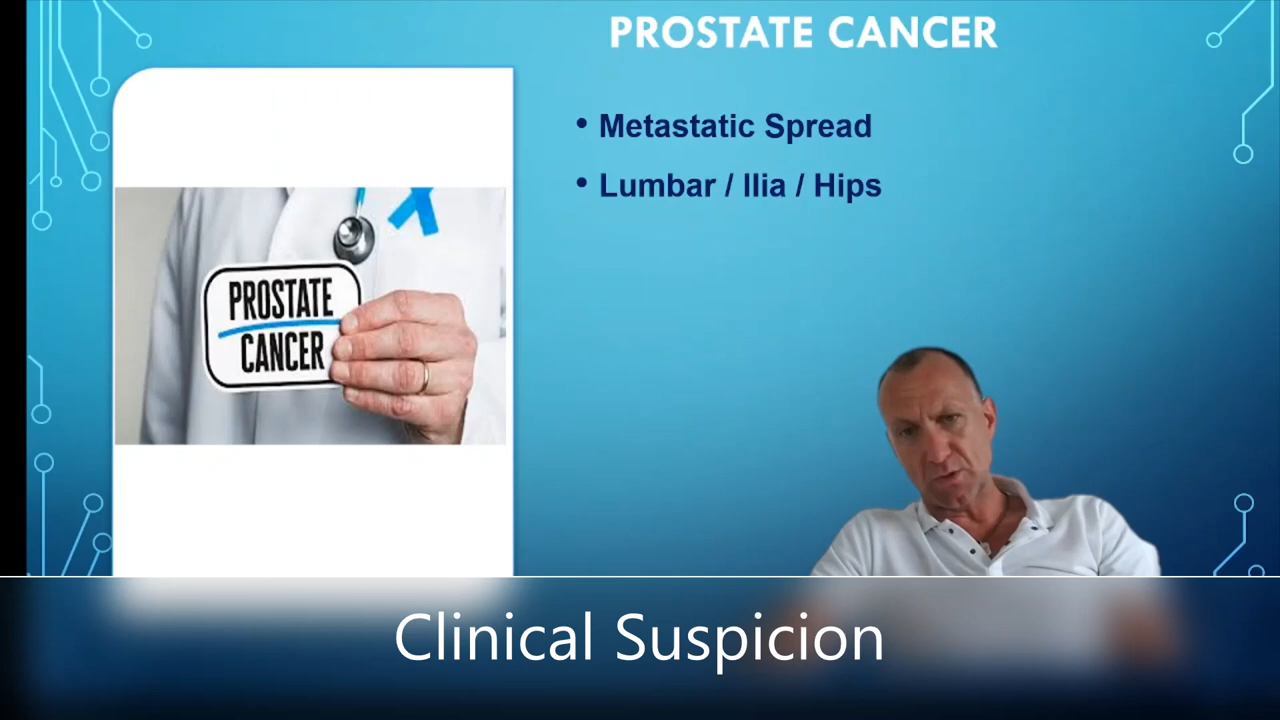 PROSTATE CANCER
• Metastatic Spread
• Lumbar / Ilia / Hips
PROSTATE
CANCER
Clinical Suspicion